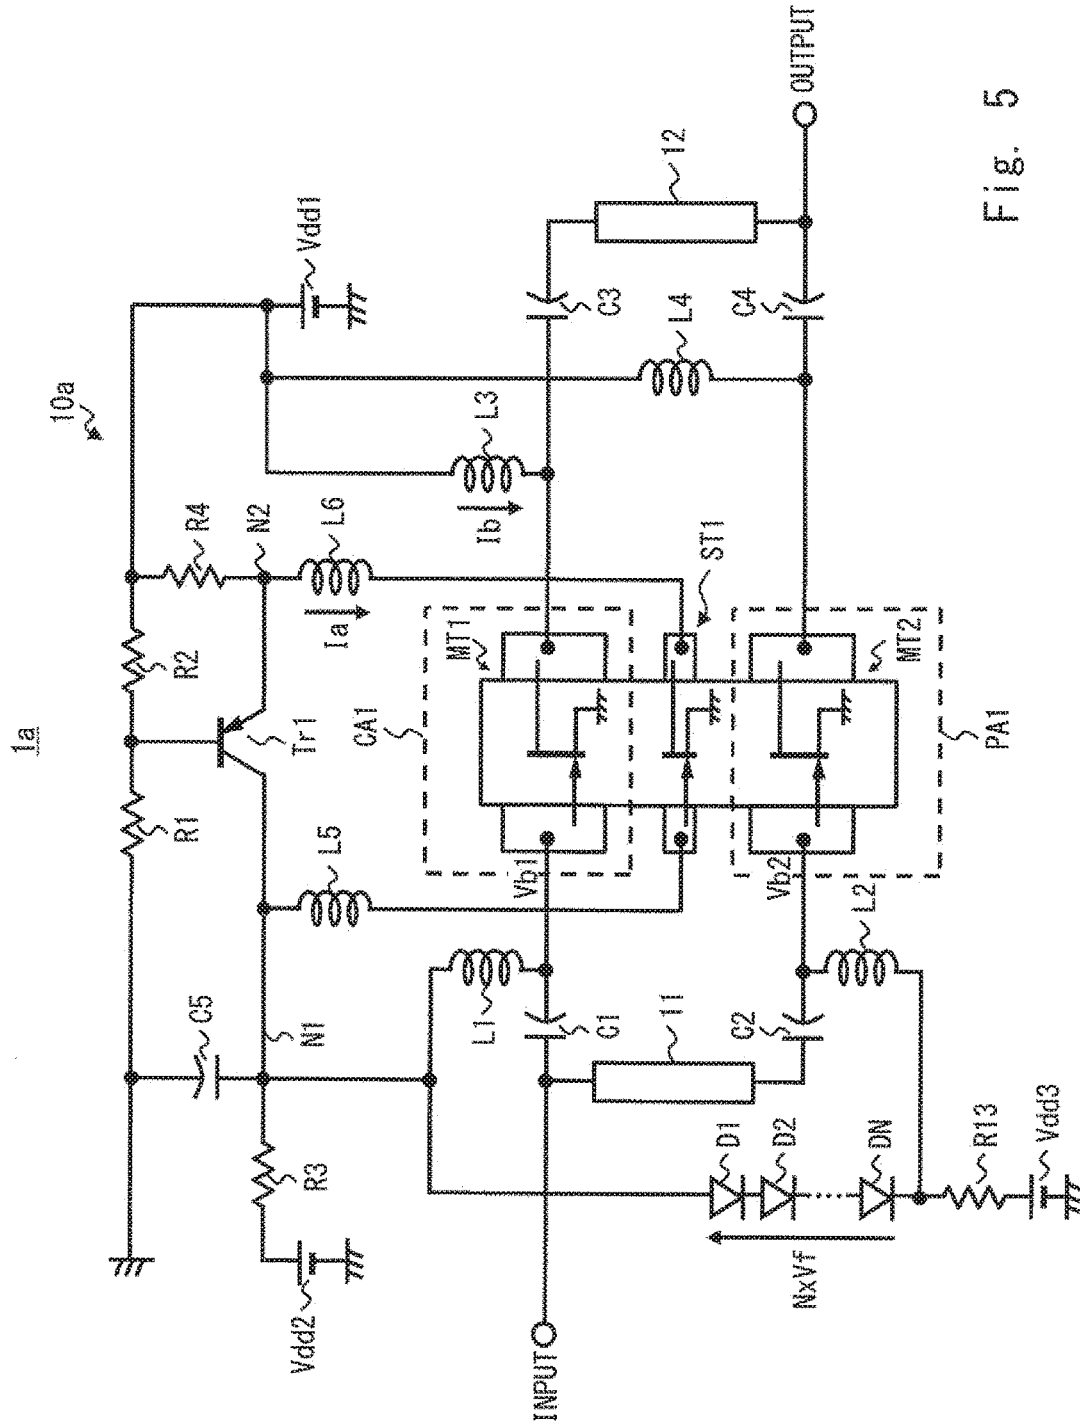 1a
10a
R1
R2
R4
N2
Vdd1
C5
Tr1
L5
L6
Ia
L3
Ib
N1
R3
Vdd2
CA1
MT1
ST1
Vb1
L1
C1
C3
12
L4
C4
OUTPUT
INPUT
11
C2
Vb2
L2
MT2
PA1
D1
D2
DN
NxVf
R13
Vdd3
Fig. 5